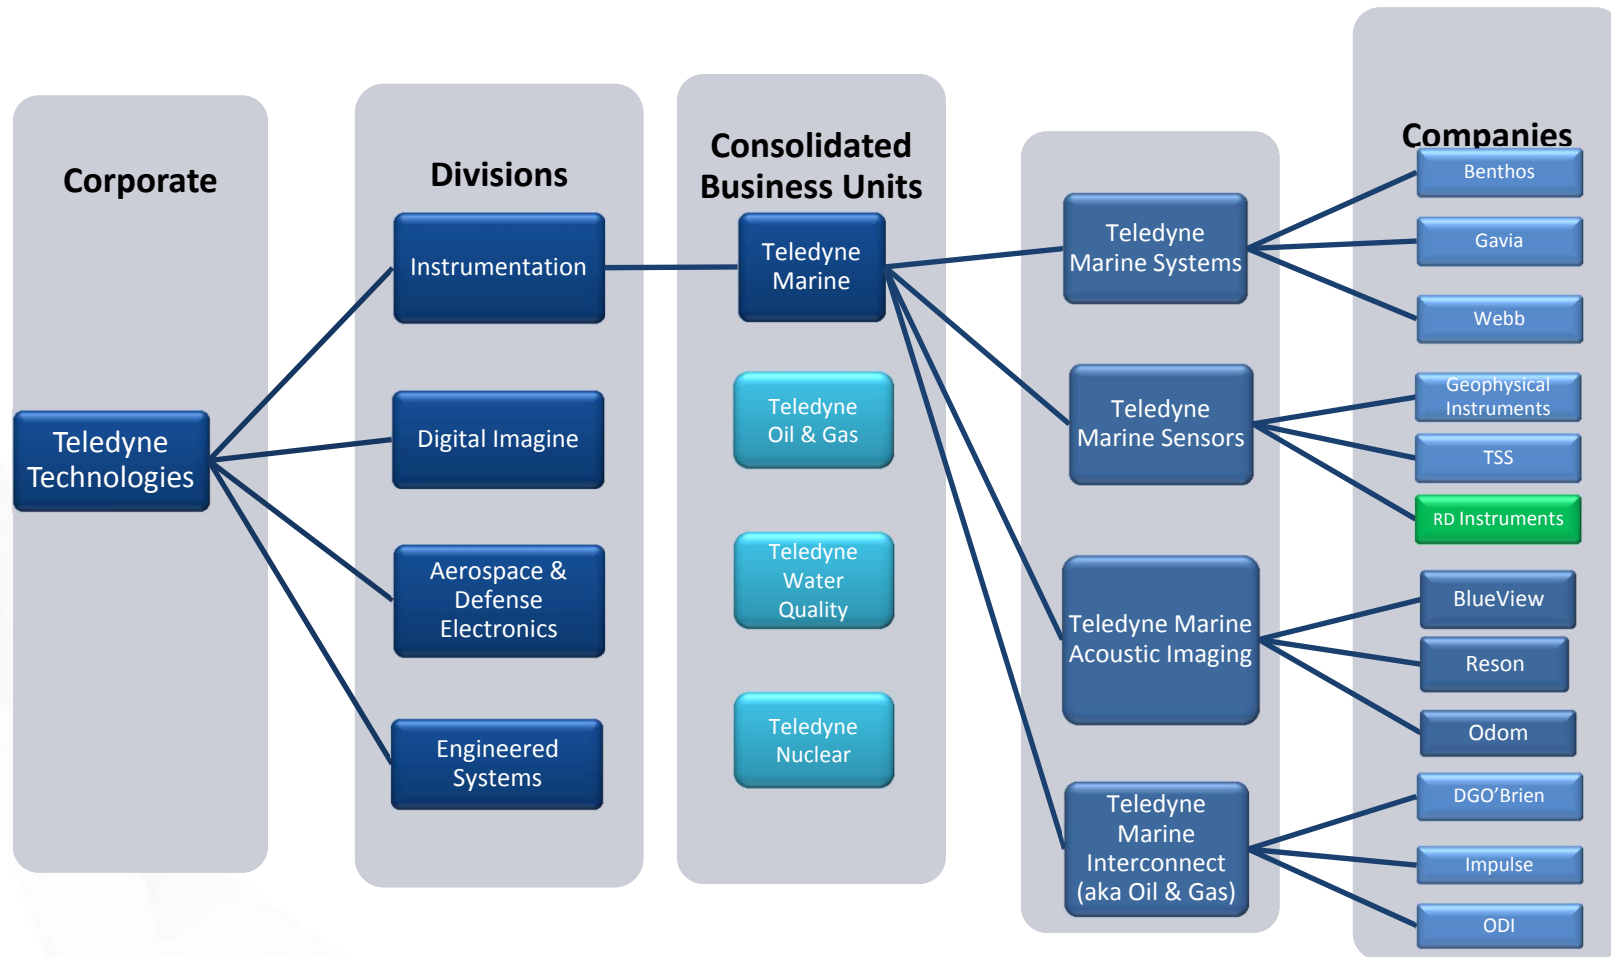 Corporate
Teledyne
Technologies
Divisions
Instrumentation
Digital Imagine
Aerospace &
Defense
Electronics
Engineered
Systems
Consolidated
Business Units
Teledyne
Marine
Teledyne
Oil & Gas
Teledyne
Water
Quality
Teledyne
Nuclear
Teledyne
Marine Systems
Teledyne
Marine Sensors
Teledyne Marine
Acoustic Imaging
Teledyne
Marine
Interconnect
(aka Oil & Gas)
Companies
Benthos
Gavia
Webb
Geophysical
Instruments
TSS
RD Instruments
BlueView
Reson
Odom
DGO’Brien
Impulse
ODI